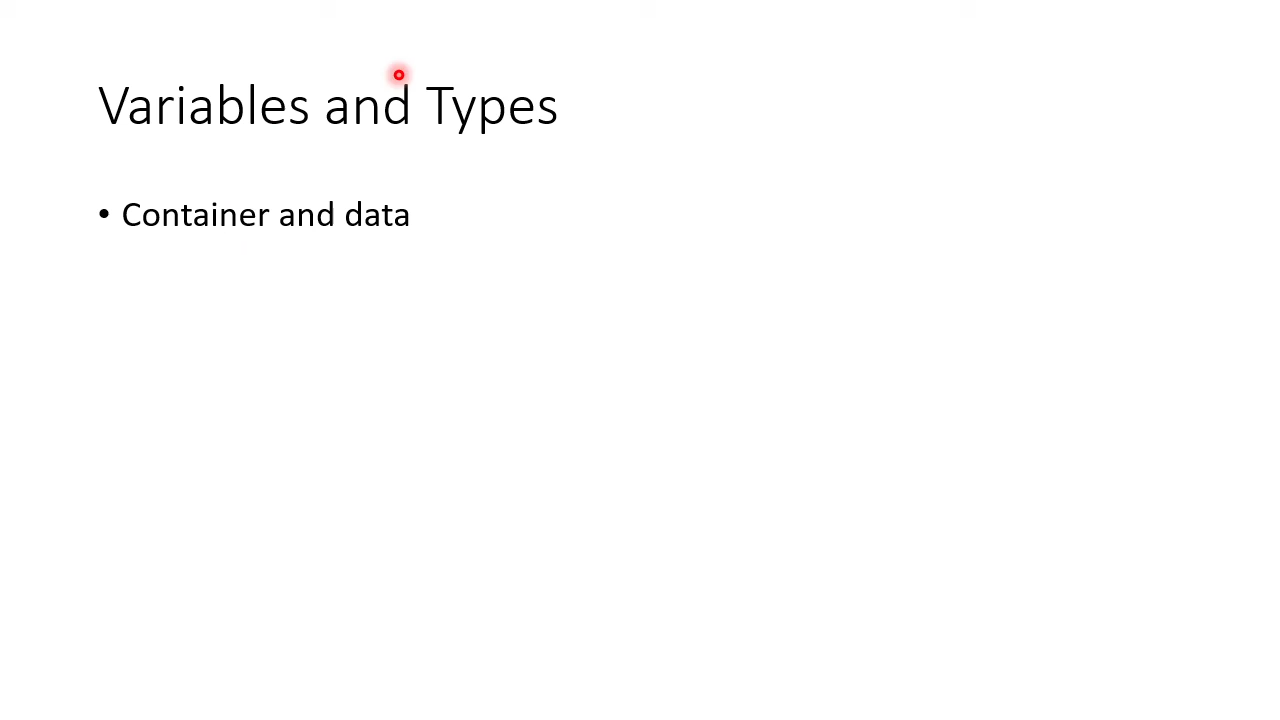 Variables and Types
• Container and data